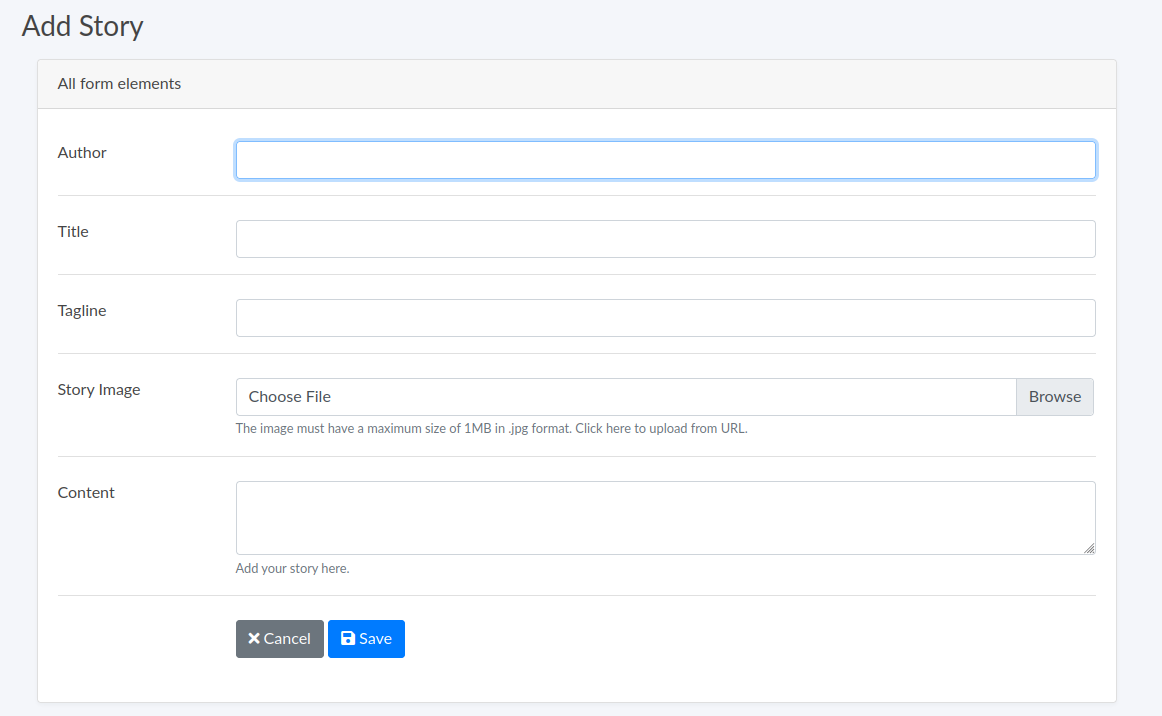 Add Story
All form elements
Author
Title
Tagline
Story Image
Choose File
Browse
The image must have a maximum size of 1MB in .jpg format. Click here to upload from URL.
Content
Add your story here.
Cancel
Save